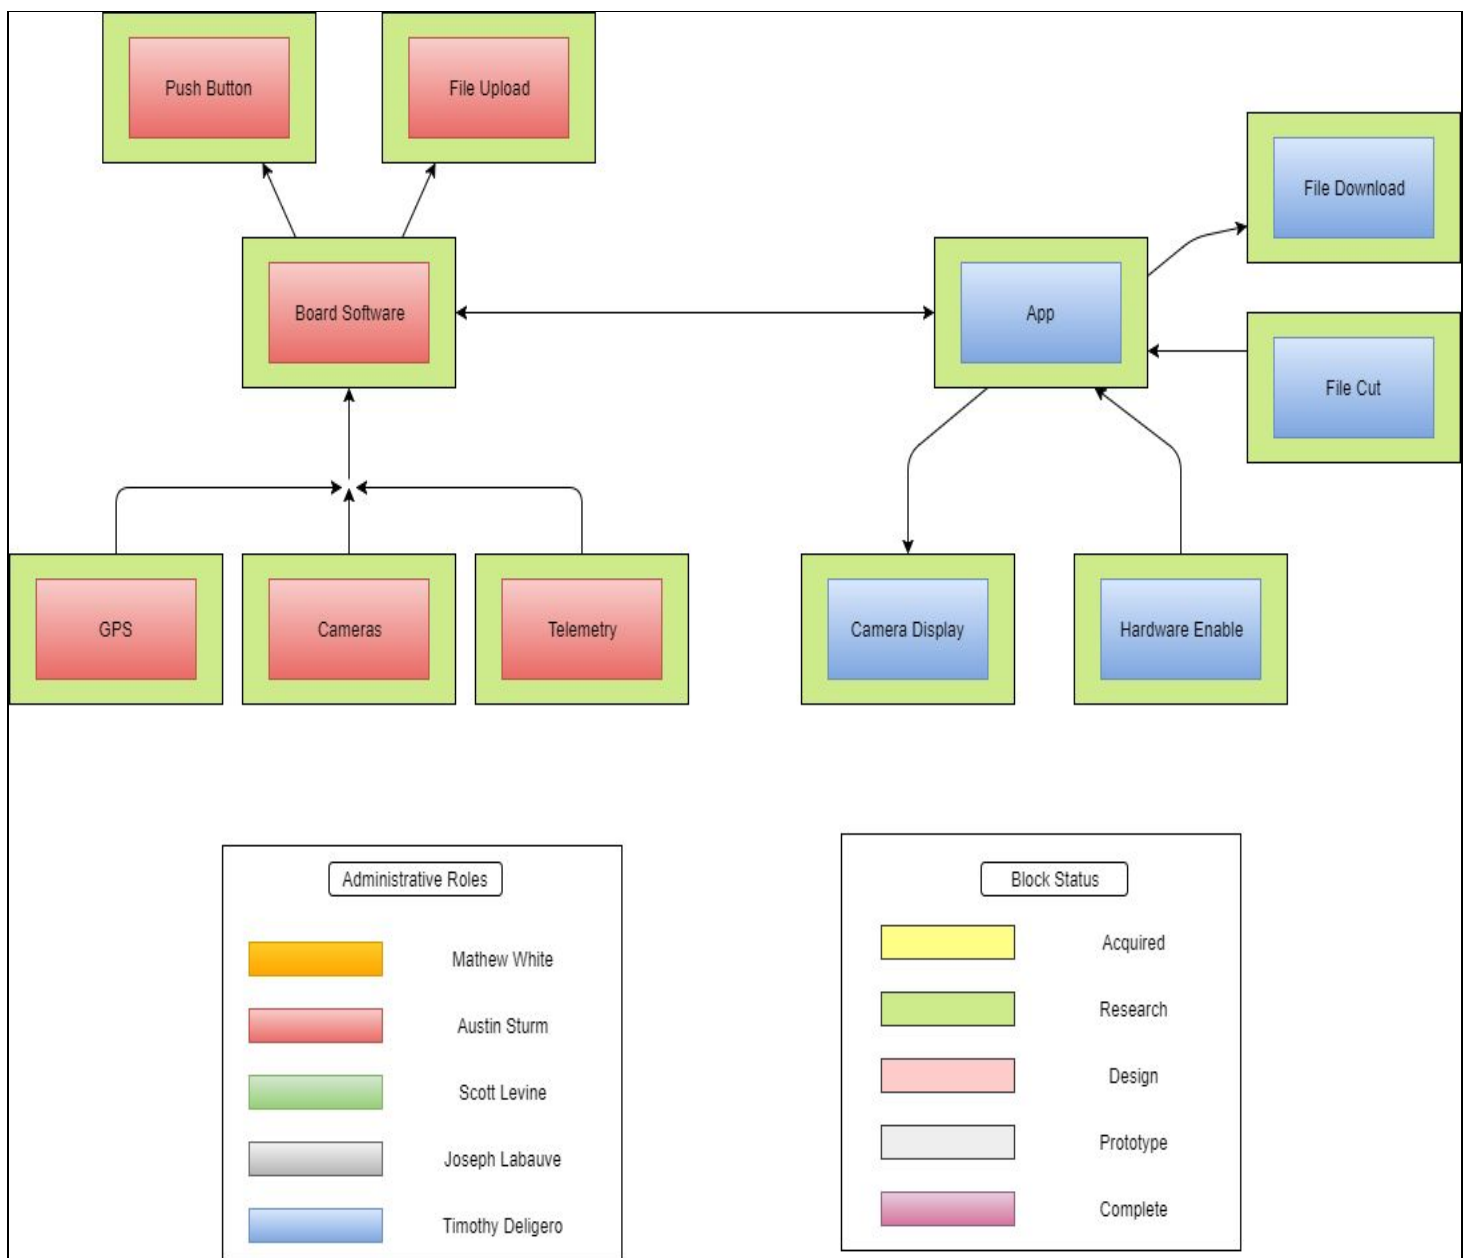 Push Button
File Upload
File Download
Board Software
App
File Cut
GPS
Cameras
Telemetry
Camera Display
Hardware Enable
Administrative Roles
Mathew White
Austin Sturm
Scott Levine
Joseph Labauve
Timothy Deligero
Block Status
Acquired
Research
Design
Prototype
Complete